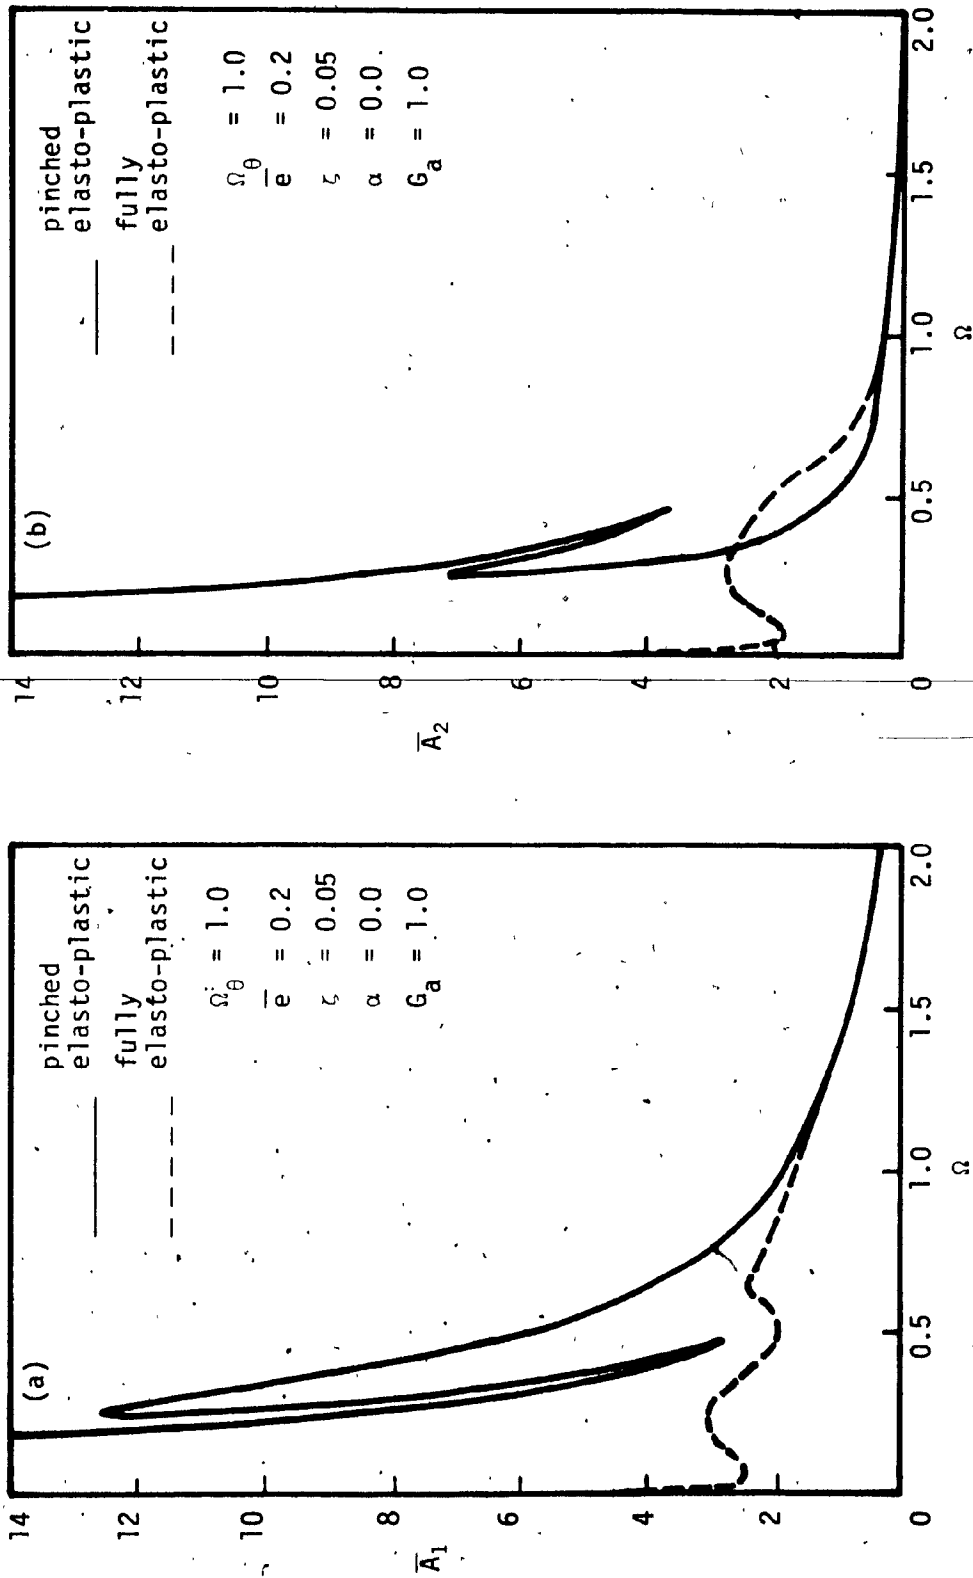 (a)
pinched
elasto-plastic
fully
elasto-plastic
Ω_θ = 1.0
e̅ = 0.2
ζ = 0.05
α = 0.0
G_a = 1.0
14
12
10
8
6
4
2
0
A̅₁
0.5
1.0
1.5
2.0
Ω
(b)
pinched
elasto-plastic
fully
elasto-plastic
Ω_θ = 1.0
e̅ = 0.2
ζ = 0.05
α = 0.0
G_a = 1.0
14
12
10
8
6
4
2
0
A̅₂
0.5
1.0
1.5
2.0
Ω